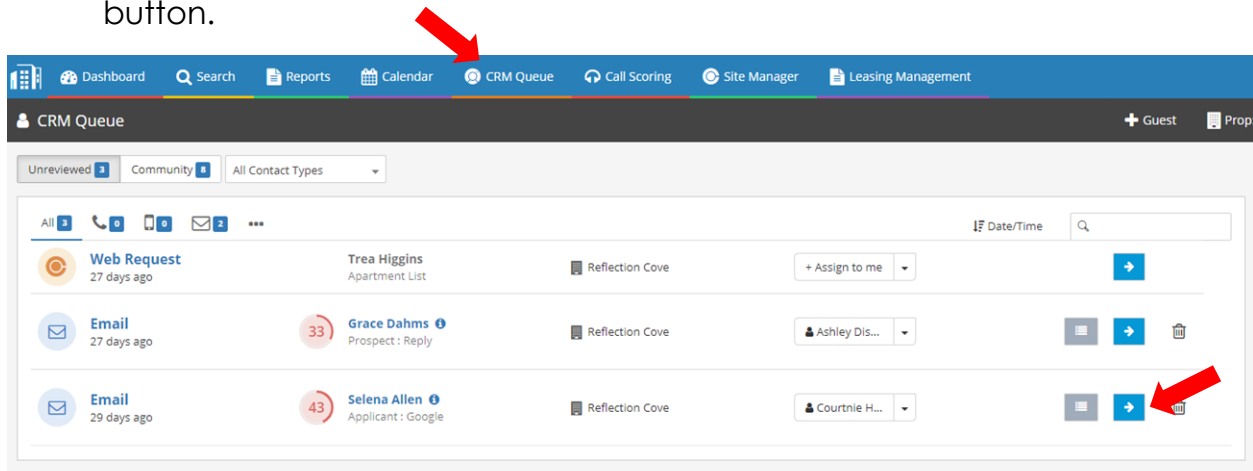 button.
Dashboard Search Reports Calendar CRM Queue Call Scoring Site Manager Leasing Management
CRM Queue Guest Prop
Unreviewed 3 Community 8 All Contact Types
All 3 0 0 2 ••• Date/Time
Web Request Trea Higgins Reflection Cove + Assign to me
27 days ago Apartment List
Email 33 Grace Dahms Reflection Cove Ashley Dis...
27 days ago Prospect : Reply
Email 43 Selena Allen Reflection Cove Courtnie H...
29 days ago Applicant : Google